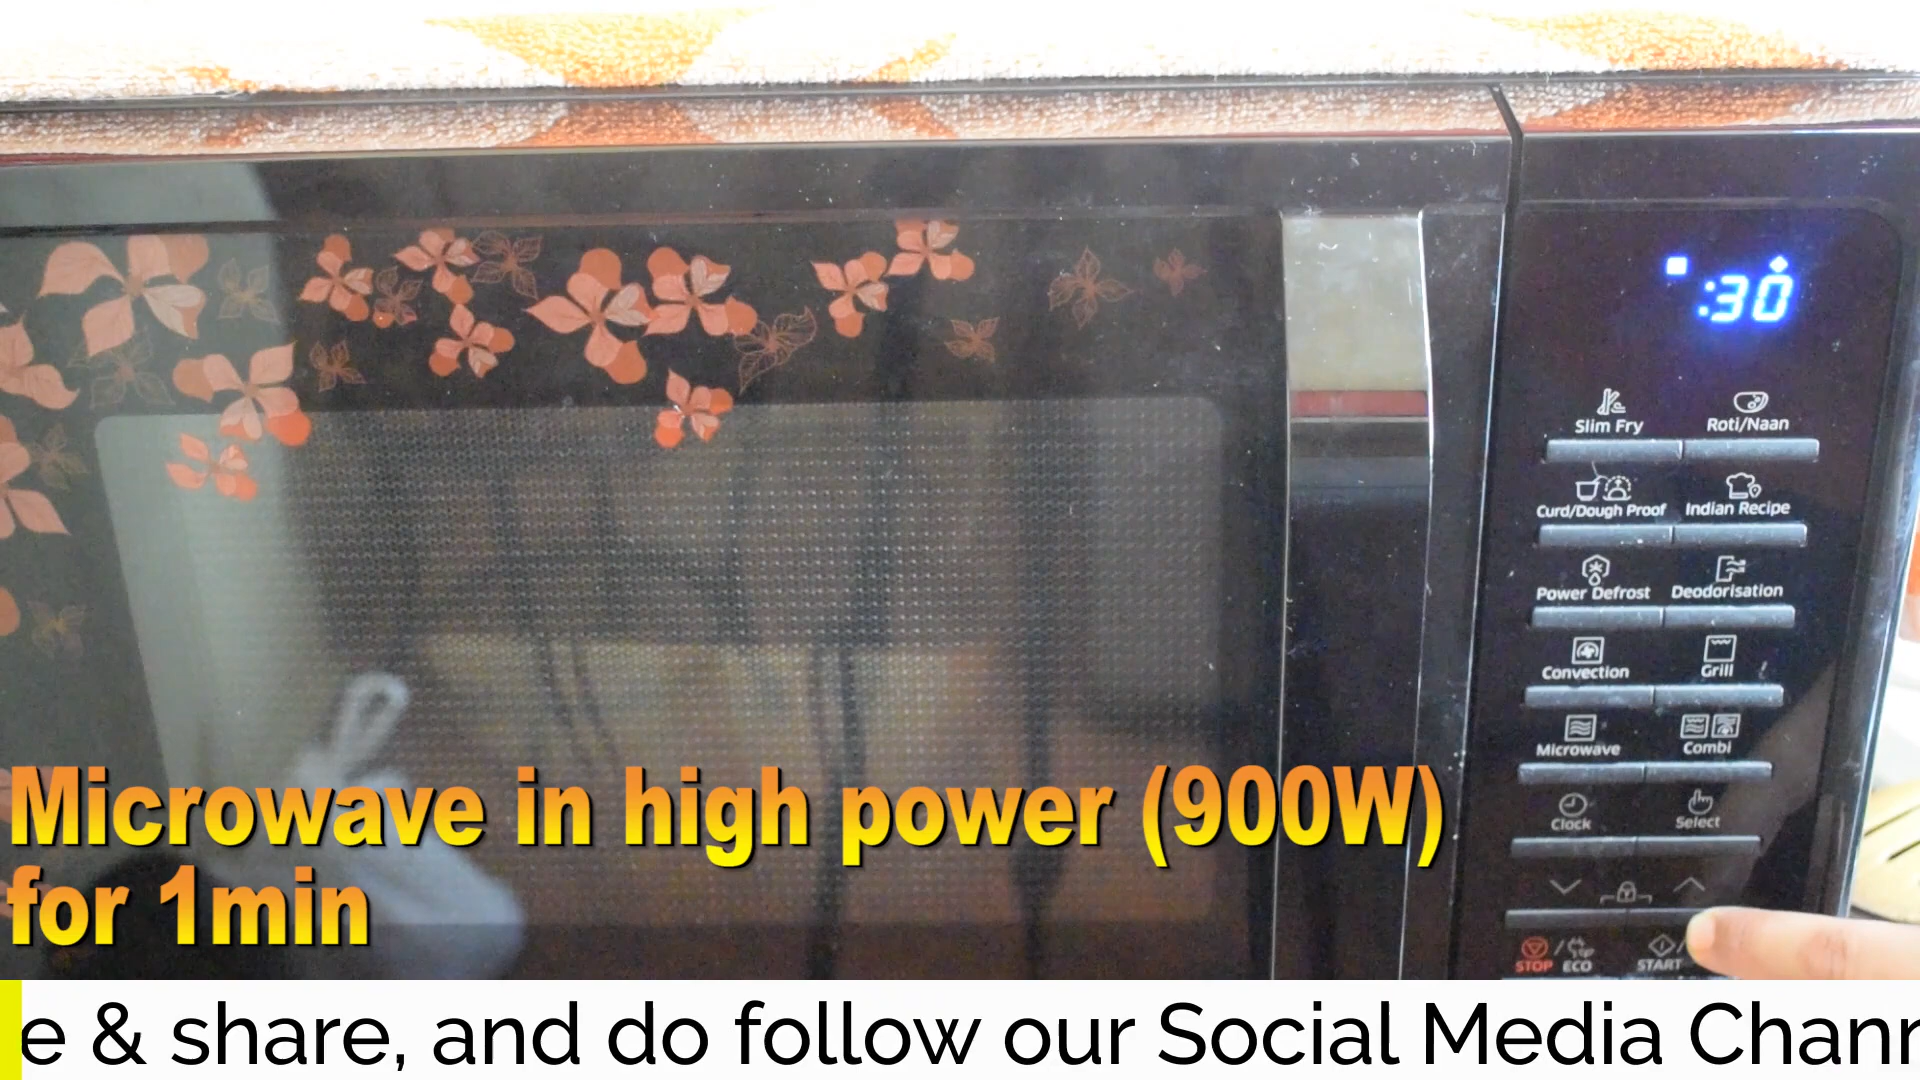 :30
Slim Fry
Roti/Naan
Curd/Dough Proof
Indian Recipe
Power Defrost
Deodorisation
Convection
Grill
Microwave
Combi
Clock
Select
STOP / ECO
START /
Microwave in high power (900W)
for 1min
e & share, and do follow our Social Media Chann